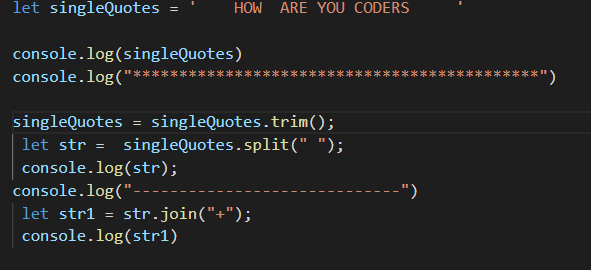 let singleQuotes = '    HOW  ARE YOU CODERS     '
console.log(singleQuotes)
console.log("********************************************")
singleQuotes = singleQuotes.trim();
let str =  singleQuotes.split(" ");
console.log(str);
console.log("-----------------------------")
let str1 = str.join("+");
console.log(str1)